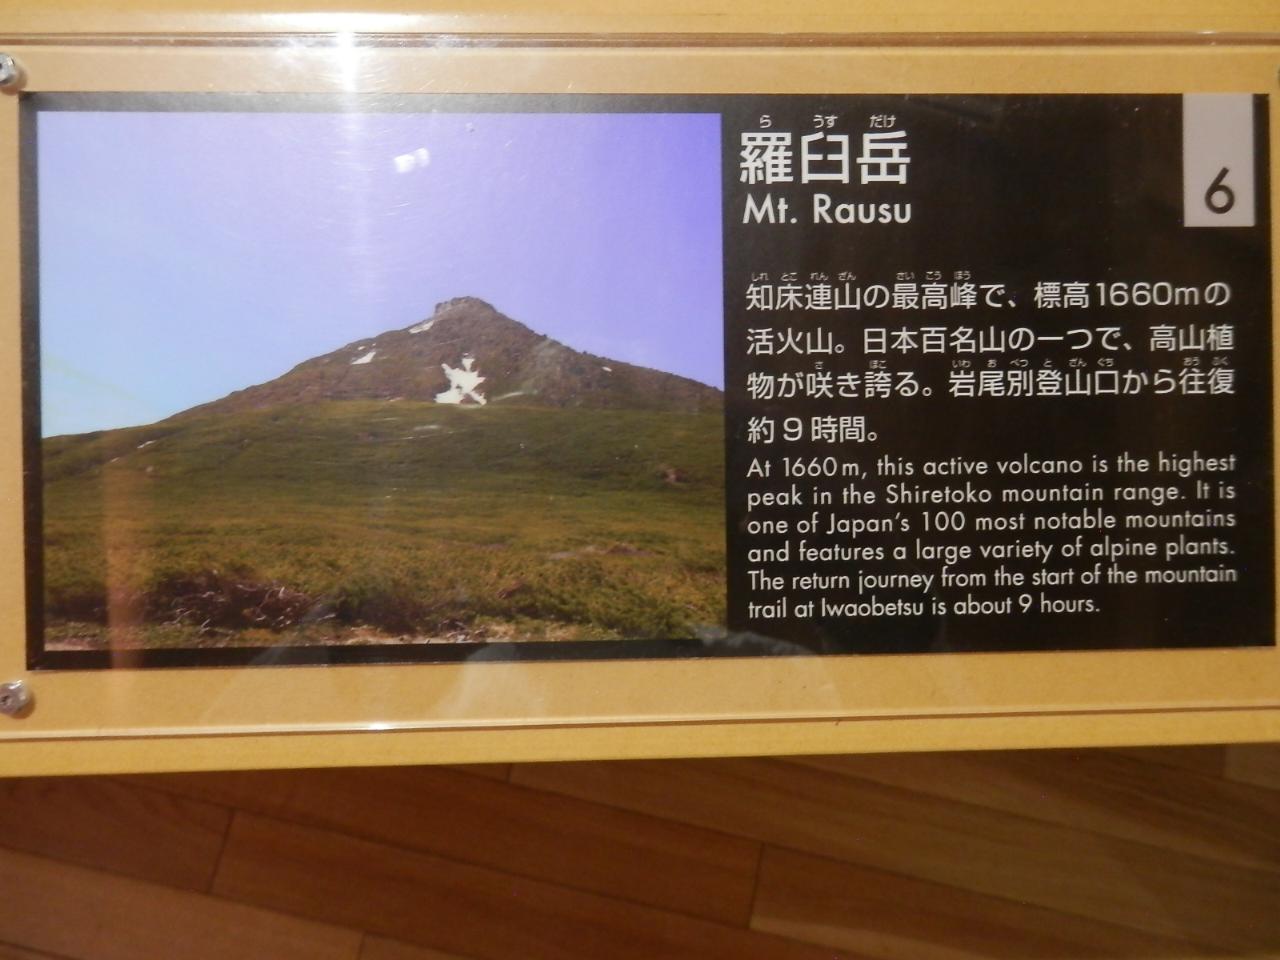 ら うす だけ
羅臼岳
Mt. Rausu
6
しれ とこ れん ざん さい こう ほう
知床連山の最高峰で、標高1660mの
活火山。日本百名山の一つで、高山植
さ ほこ いわ お べつ と ざん ぐち おう ふく
物が咲き誇る。岩尾別登山口から往復
約9時間。
At 1660m, this active volcano is the highest
peak in the Shiretoko mountain range. It is
one of Japan's 100 most notable mountains
and features a large variety of alpine plants.
The return journey from the start of the mountain
trail at Iwaobetsu is about 9 hours.